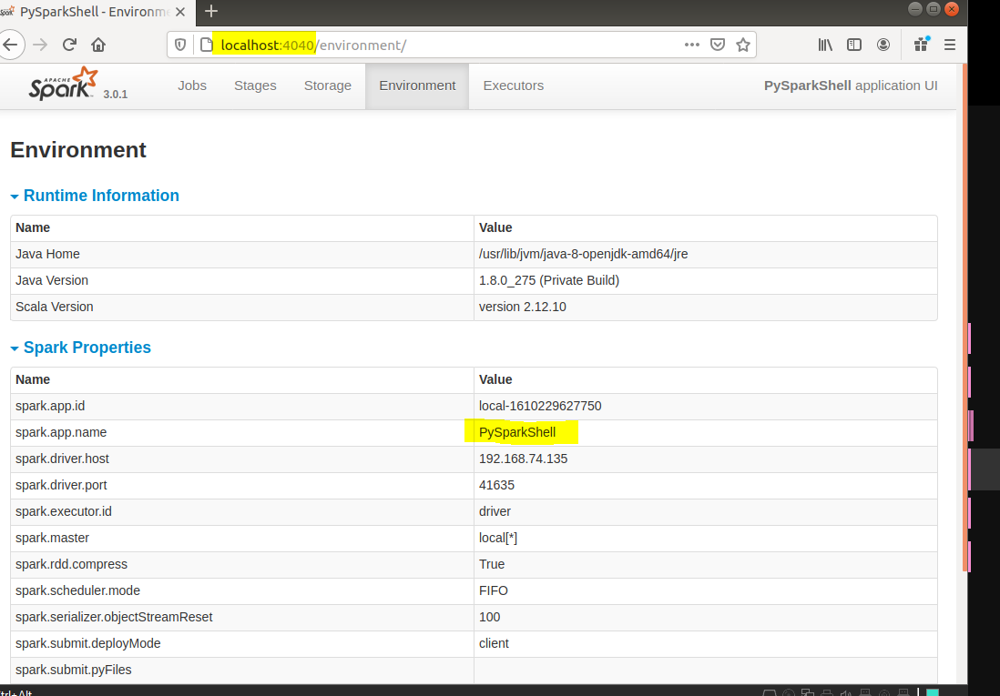 PySparkShell - Environme
localhost:4040/environment/
APACHE
Spark 3.0.1 Jobs Stages Storage Environment Executors PySparkShell application UI
Environment
Runtime Information
Name Value
Java Home /usr/lib/jvm/java-8-openjdk-amd64/jre
Java Version 1.8.0_275 (Private Build)
Scala Version version 2.12.10
Spark Properties
Name Value
spark.app.id local-1610229627750
spark.app.name PySparkShell
spark.driver.host 192.168.74.135
spark.driver.port 41635
spark.executor.id driver
spark.master local[*]
spark.rdd.compress True
spark.scheduler.mode FIFO
spark.serializer.objectStreamReset 100
spark.submit.deployMode client
spark.submit.pyFiles
trl+Alt